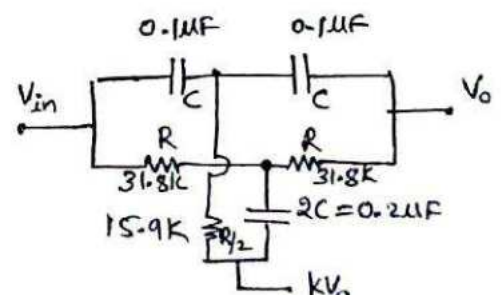 0.1µF 0.1µF
C C
Vin Vo
R R
31.8K 31.8K
15.9K R/2 2C = 0.2µF
kVo